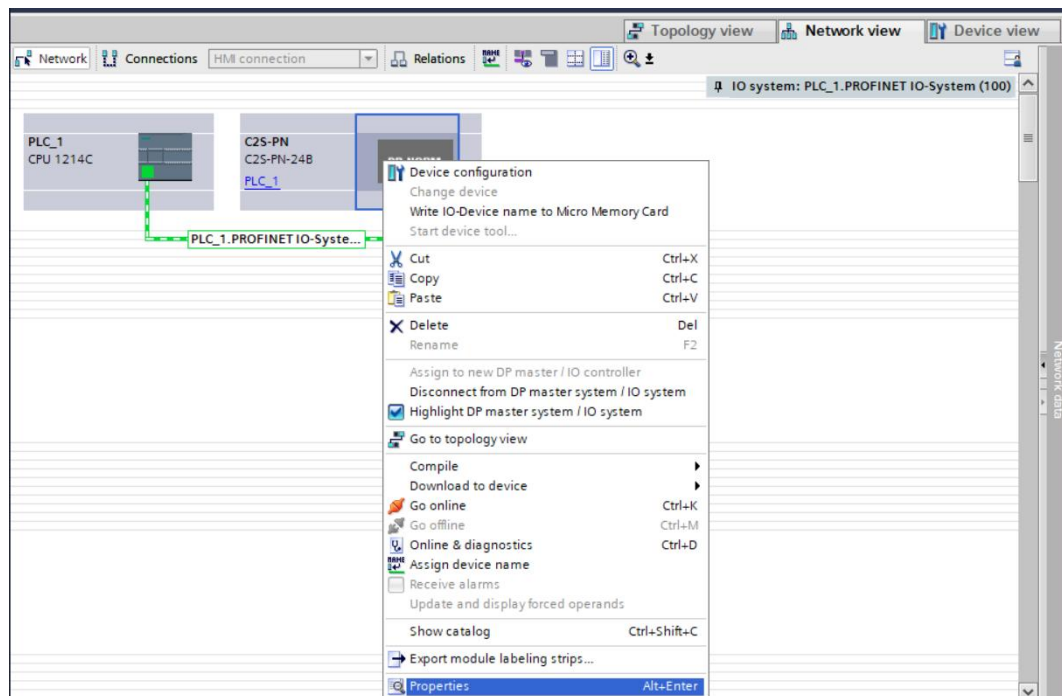 Topology view
Network view
Device view
Network
Connections
HMI connection
Relations
IO system: PLC_1.PROFINET IO-System (100)
PLC_1
CPU 1214C
C2S-PN
C2S-PN-24B
PLC_1
PLC_1.PROFINET IO-Syste...
Device configuration
Change device
Write IO-Device name to Micro Memory Card
Start device tool...
Cut Ctrl+X
Copy Ctrl+C
Paste Ctrl+V
Delete Del
Rename F2
Assign to new DP master / IO controller
Disconnect from DP master system / IO system
Highlight DP master system / IO system
Go to topology view
Compile
Download to device
Go online Ctrl+K
Go offline Ctrl+M
Online & diagnostics Ctrl+D
Assign device name
Receive alarms
Update and display forced operands
Show catalog Ctrl+Shift+C
Export module labeling strips...
Properties Alt+Enter
Network data